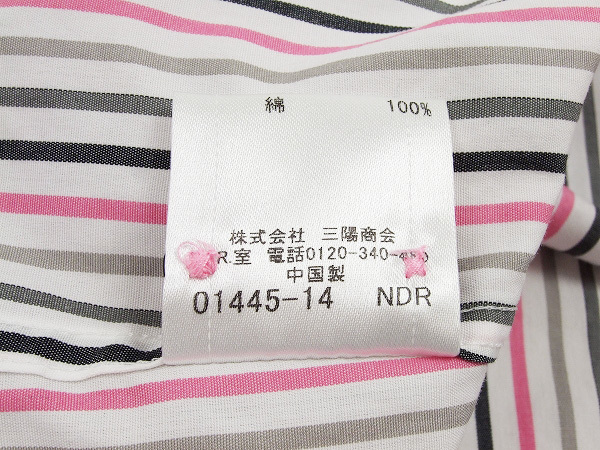 綿 100%
株式会社 三陽商会
R.室 電話0120-340-
中国製
01445-14 NDR